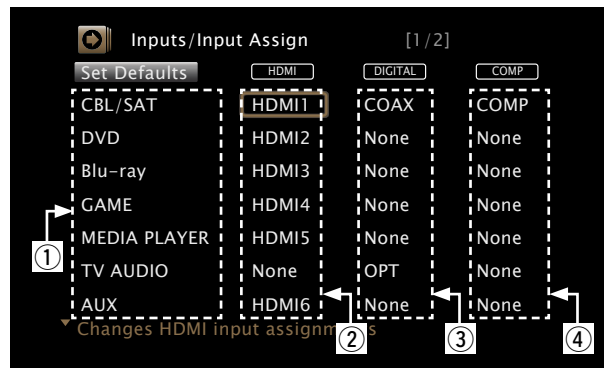 Inputs/Input Assign [1/2]
Set Defaults HDMI DIGITAL COMP
CBL/SAT HDMI1 COAX COMP
DVD HDMI2 None None
Blu-ray HDMI3 None None
GAME HDMI4 None None
MEDIA PLAYER HDMI5 None None
TV AUDIO None OPT None
AUX HDMI6 None None
Changes HDMI input
① ② ③ ④